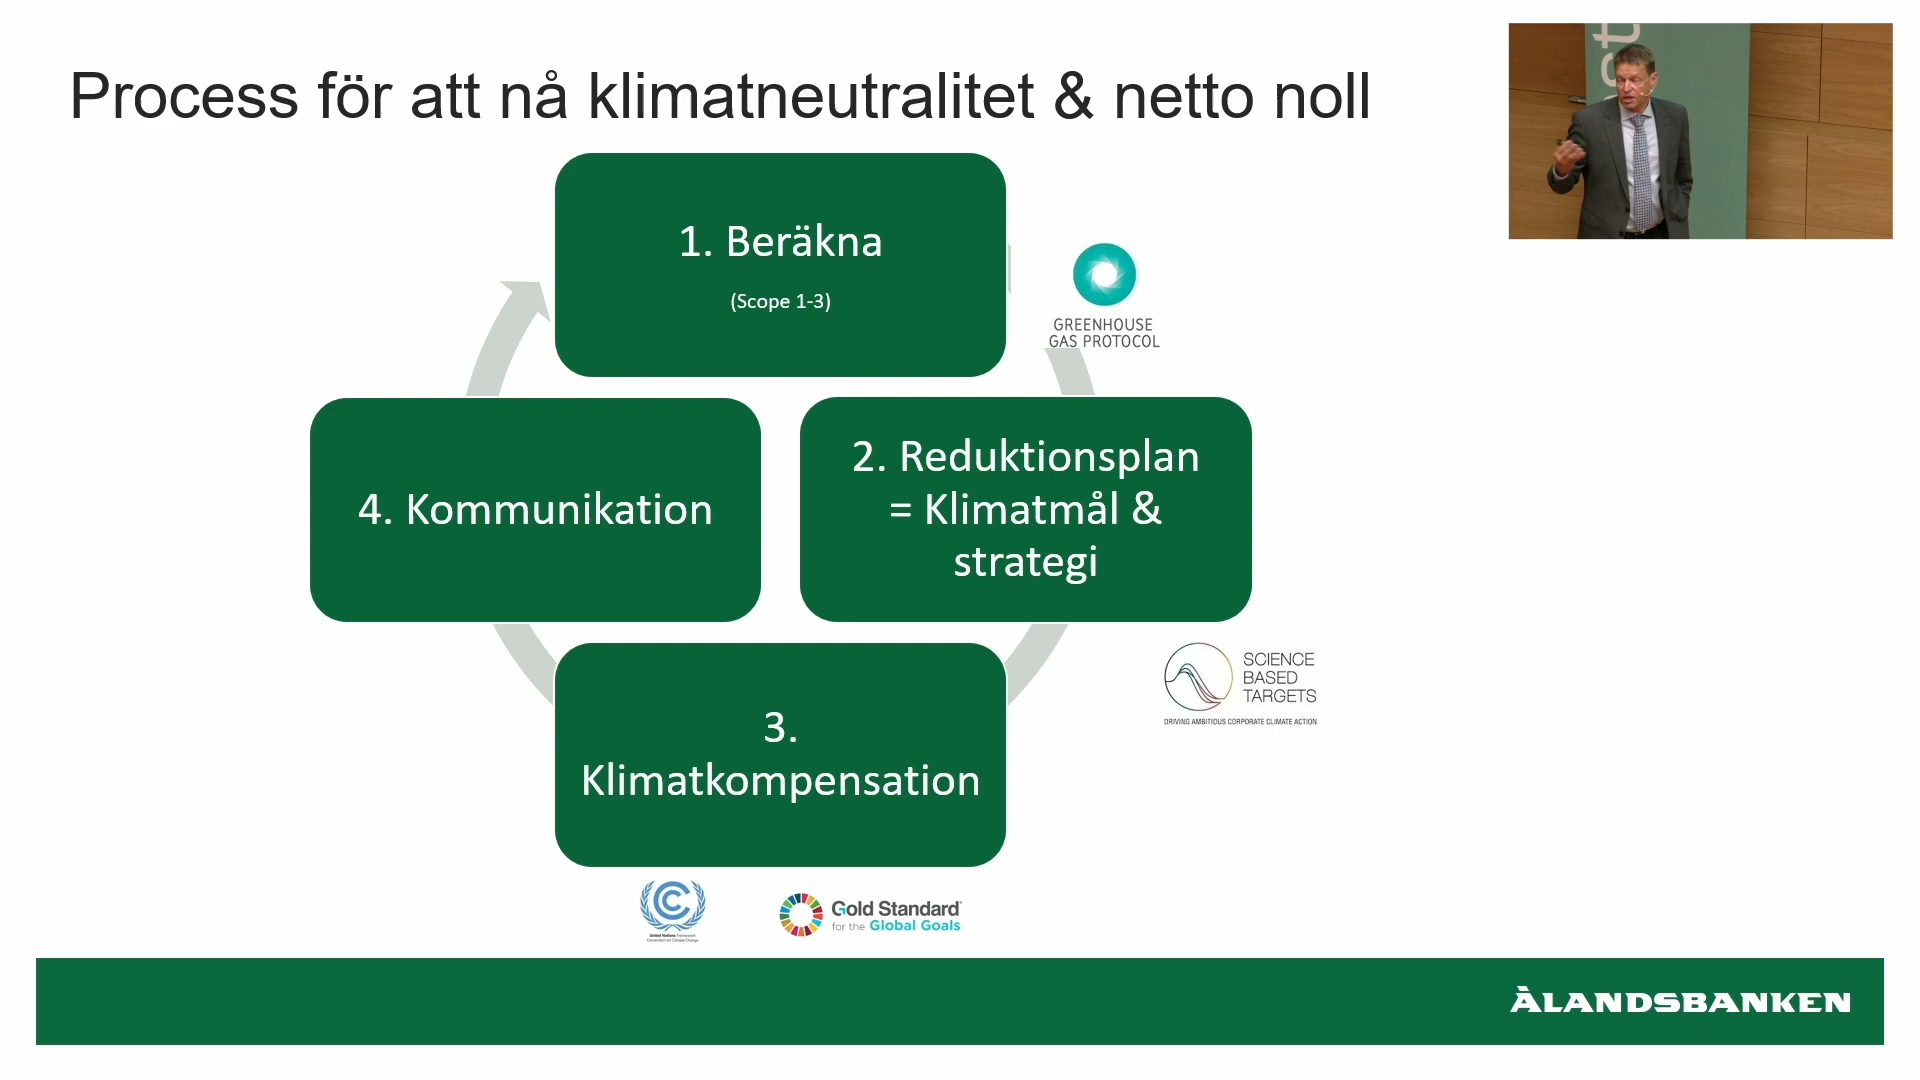 Process för att nå klimatneutralitet & netto noll
st
1. Beräkna
(Scope 1-3)
GREENHOUSE
GAS PROTOCOL
4. Kommunikation
2. Reduktionsplan
= Klimatmål &
strategi
SCIENCE
BASED
TARGETS
DRIVING AMBITIOUS CORPORATE CLIMATE ACTION
3.
Klimatkompensation
United Nations Framework
Convention on Climate Change
Gold Standard
for the Global Goals
ÅLANDSBANKEN